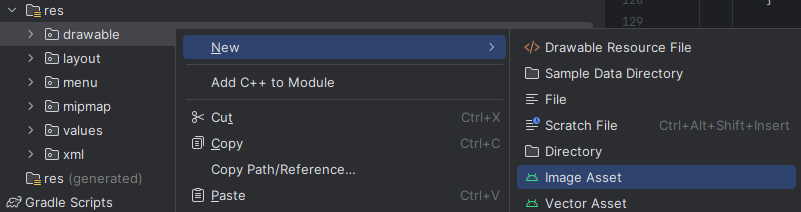 res
drawable
layout
menu
mipmap
values
xml
res (generated)
Gradle Scripts
New
Add C++ to Module
Cut Ctrl+X
Copy Ctrl+C
Copy Path/Reference...
Paste Ctrl+V
Drawable Resource File
Sample Data Directory
File
Scratch File Ctrl+Alt+Shift+Insert
Directory
Image Asset
Vector Asset
129
}